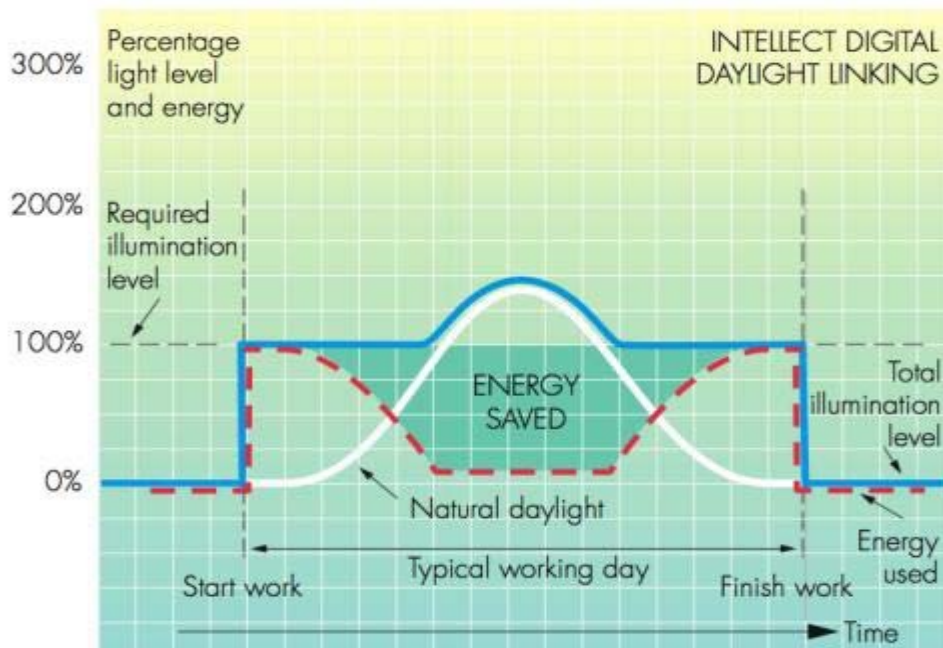 300%
Percentage
light level
and energy
INTELLECT DIGITAL
DAYLIGHT LINKING
200%
Required
illumination
level
100%
ENERGY
SAVED
Total
illumination
level
0%
Natural daylight
Energy
used
Typical working day
Start work
Finish work
Time